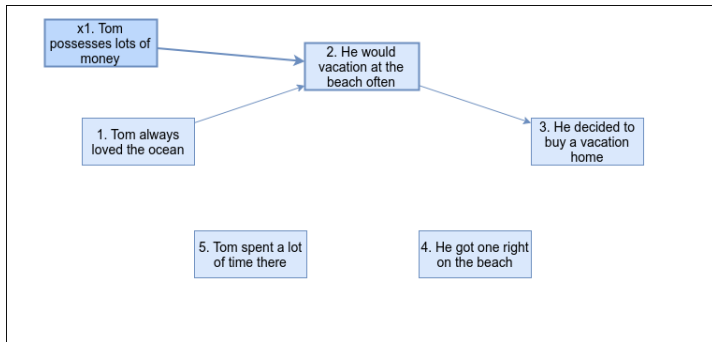 x1. Tom
possesses lots of
money
2. He would
vacation at the
beach often
1. Tom always
loved the ocean
3. He decided to
buy a vacation
home
5. Tom spent a lot
of time there
4. He got one right
on the beach